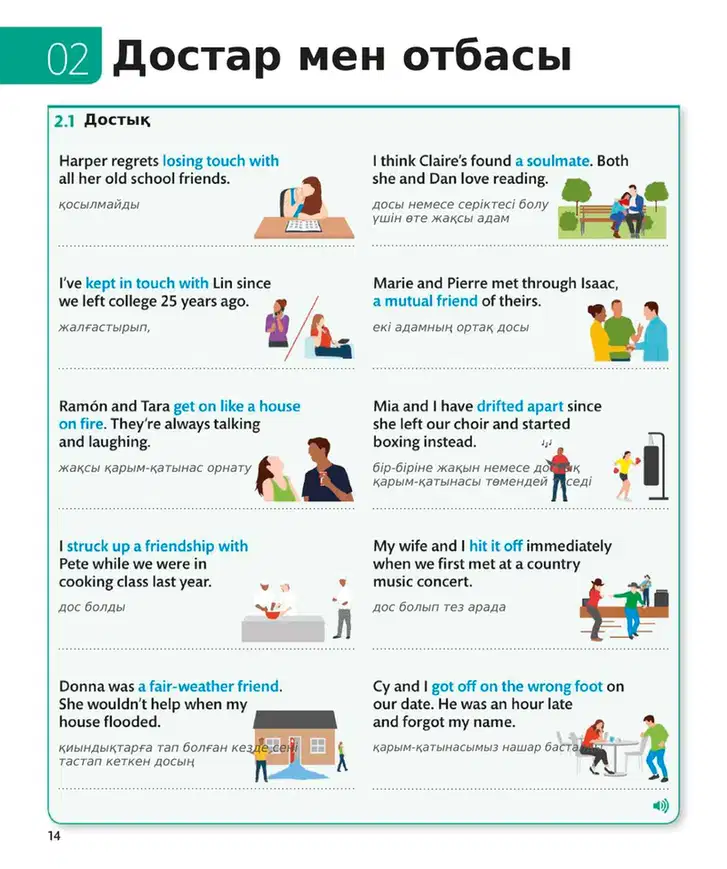 02 Достар мен отбасы
2.1 Достық
Harper regrets losing touch with
all her old school friends.
қосылмайды
I think Claire's found a soulmate. Both
she and Dan love reading.
досы немесе серіктесі болу
үшін өте жақсы адам
I've kept in touch with Lin since
we left college 25 years ago.
жалғастырып,
Marie and Pierre met through Isaac,
a mutual friend of theirs.
екі адамның ортақ досы
Ramón and Tara get on like a house
on fire. They're always talking
and laughing.
жақсы қарым-қатынас орнату
Mia and I have drifted apart since
she left our choir and started
boxing instead.
бір-біріне жақын немесе
қарым-қатынасы төмендей
I struck up a friendship with
Pete while we were in
cooking class last year.
дос болды
My wife and I hit it off immediately
when we first met at a country
music concert.
дос болып тез арада
Donna was a fair-weather friend.
She wouldn't help when my
house flooded.
қиындықтарға тап болған кезде сені
тастап кеткен досың
Cy and I got off on the wrong foot on
our date. He was an hour late
and forgot my name.
қарым-қатынасымыз нашар
14